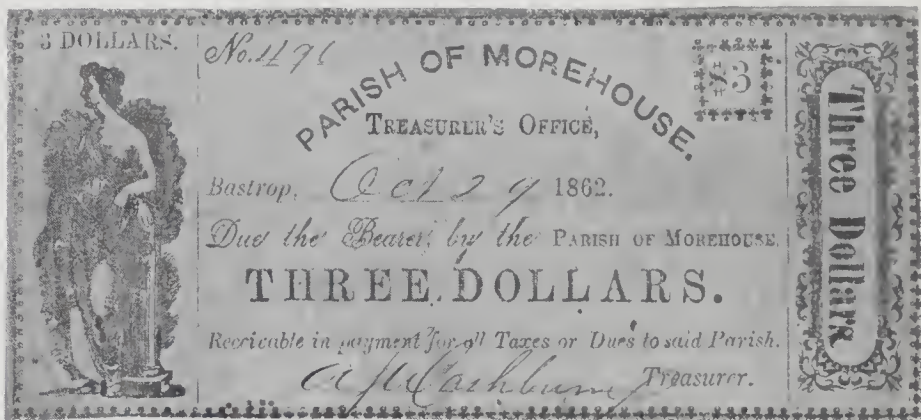 3 DOLLARS.
No. 1491
PARISH OF MOREHOUSE.
$3
TREASURER'S OFFICE,
Bastrop, Oct 29 1862.
Due the Bearer, by the PARISH OF MOREHOUSE.
THREE DOLLARS.
Receivable in payment for all Taxes or Dues to said Parish.
Treasurer.
Three Dollars